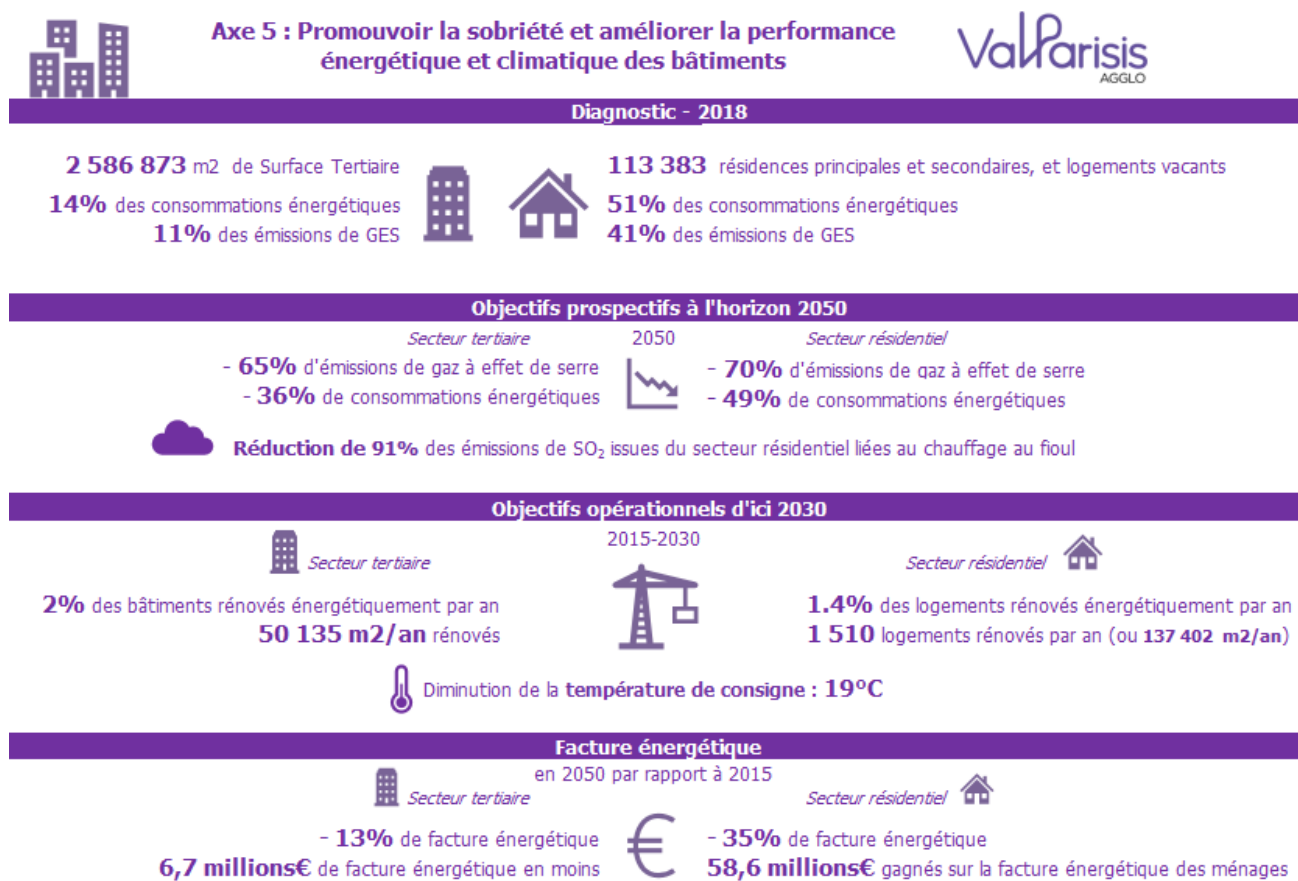 Axe 5 : Promouvoir la sobriété et améliorer la performance
énergétique et climatique des bâtiments
ValParisis
AGGLO
Diagnostic - 2018
2 586 873 m2 de Surface Tertiaire
14% des consommations énergétiques
11% des émissions de GES
113 383 résidences principales et secondaires, et logements vacants
51% des consommations énergétiques
41% des émissions de GES
Objectifs prospectifs à l'horizon 2050
Secteur tertiaire
- 65% d'émissions de gaz à effet de serre
- 36% de consommations énergétiques
2050
Secteur résidentiel
- 70% d'émissions de gaz à effet de serre
- 49% de consommations énergétiques
Réduction de 91% des émissions de SO₂ issues du secteur résidentiel liées au chauffage au fioul
Objectifs opérationnels d'ici 2030
2015-2030
Secteur tertiaire
2% des bâtiments rénovés énergétiquement par an
50 135 m2/an rénovés
Secteur résidentiel
1.4% des logements rénovés énergétiquement par an
1 510 logements rénovés par an (ou 137 402 m2/an)
Diminution de la température de consigne : 19°C
Facture énergétique
en 2050 par rapport à 2015
Secteur tertiaire
- 13% de facture énergétique
6,7 millions€ de facture énergétique en moins
€
Secteur résidentiel
- 35% de facture énergétique
58,6 millions€ gagnés sur la facture énergétique des ménages